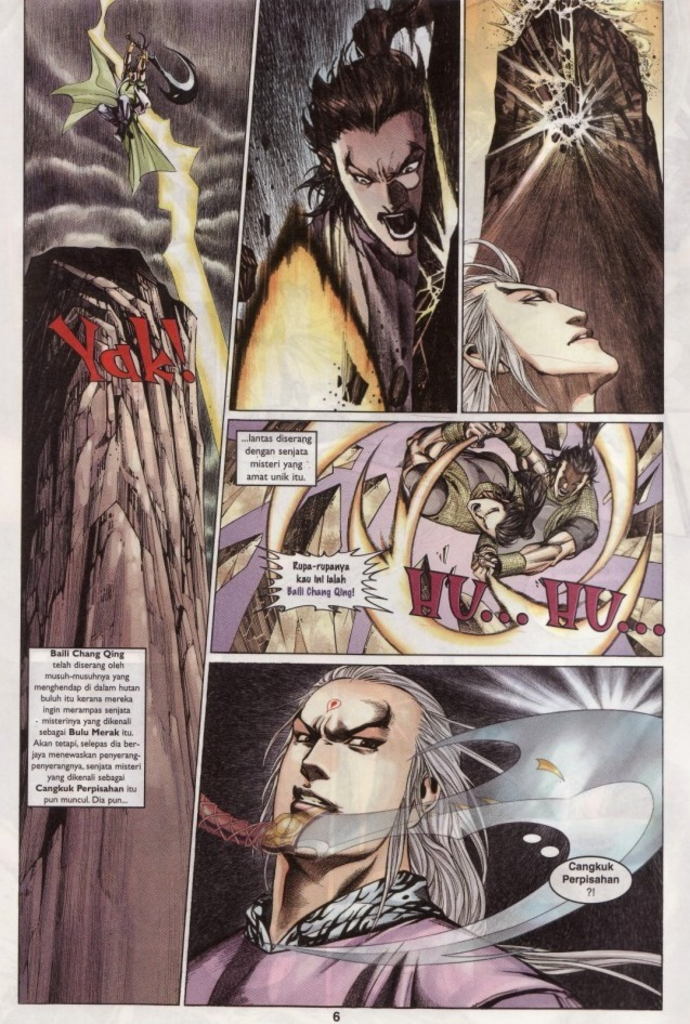 Yak!
Baili Chang Qing
telah diserang oleh
musuh-musuhnya yang
menghendap di dalam hutan
buluh itu kerana mereka
ingin merampas senjata
misterinya yang dikenali
sebagai Bulu Merak itu.
Akan tetapi, selepas dia ber-
jaya menewaskan penyerang-
penyerangnya, senjata misteri
yang dikenali sebagai
Cangkuk Perpisahan itu
pun muncul. Dia pun...
...lantas diserang
dengan senjata
misteri yang
amat unik itu.
Rupa-rupanya
kau ini ialah
Baili Chang Qing!
HU... HU...
Cangkuk
Perpisahan
?!
6